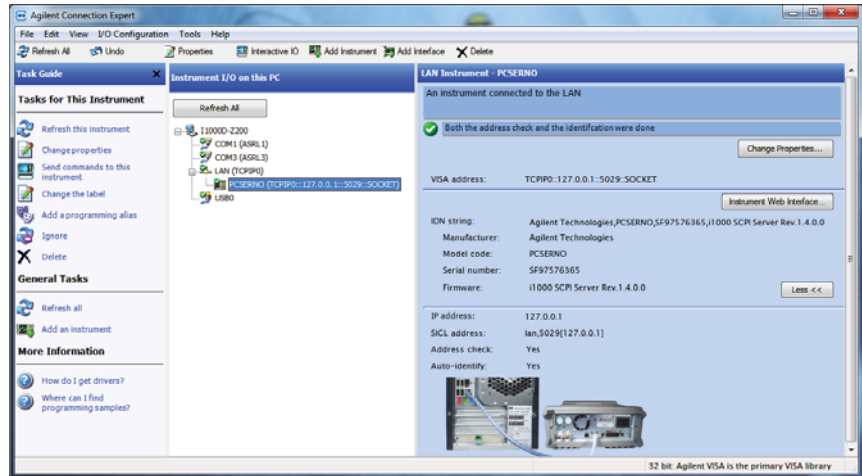 Agilent Connection Expert
File Edit View I/O Configuration Tools Help
Refresh All Undo Properties Interactive IO Add Instrument Add Interface Delete
Task Guide
Tasks for This Instrument
Refresh this instrument
Change properties
Send commands to this
instrument
Change the label
Add a programming alias
Ignore
Delete
General Tasks
Refresh all
Add an instrument
More Information
How do I get drivers?
Where can I find
programming samples?
Instrument I/O on this PC
Refresh All
I1000D-Z200
COM1 (ASRL1)
COM3 (ASRL3)
LAN (TCPIP0)
PCSERNO (TCPIP0::127.0.0.1::5029::SOCKET)
USB0
LAN Instrument - PCSERNO
An instrument connected to the LAN
Both the address check and the identifcation were done
Change Properties...
VISA address: TCPIP0::127.0.0.1::5029::SOCKET
Instrument Web Interface...
IDN string: Agilent Technologies,PCSERNO,SF97576365,i1000 SCPI Server Rev.1.4.0.0
Manufacturer: Agilent Technologies
Model code: PCSERNO
Serial number: SF97576365
Firmware: i1000 SCPI Server Rev.1.4.0.0
Less <<
IP address: 127.0.0.1
SICL address: lan,5029[127.0.0.1]
Address check: Yes
Auto-identify: Yes
32 bit: Agilent VISA is the primary VISA library